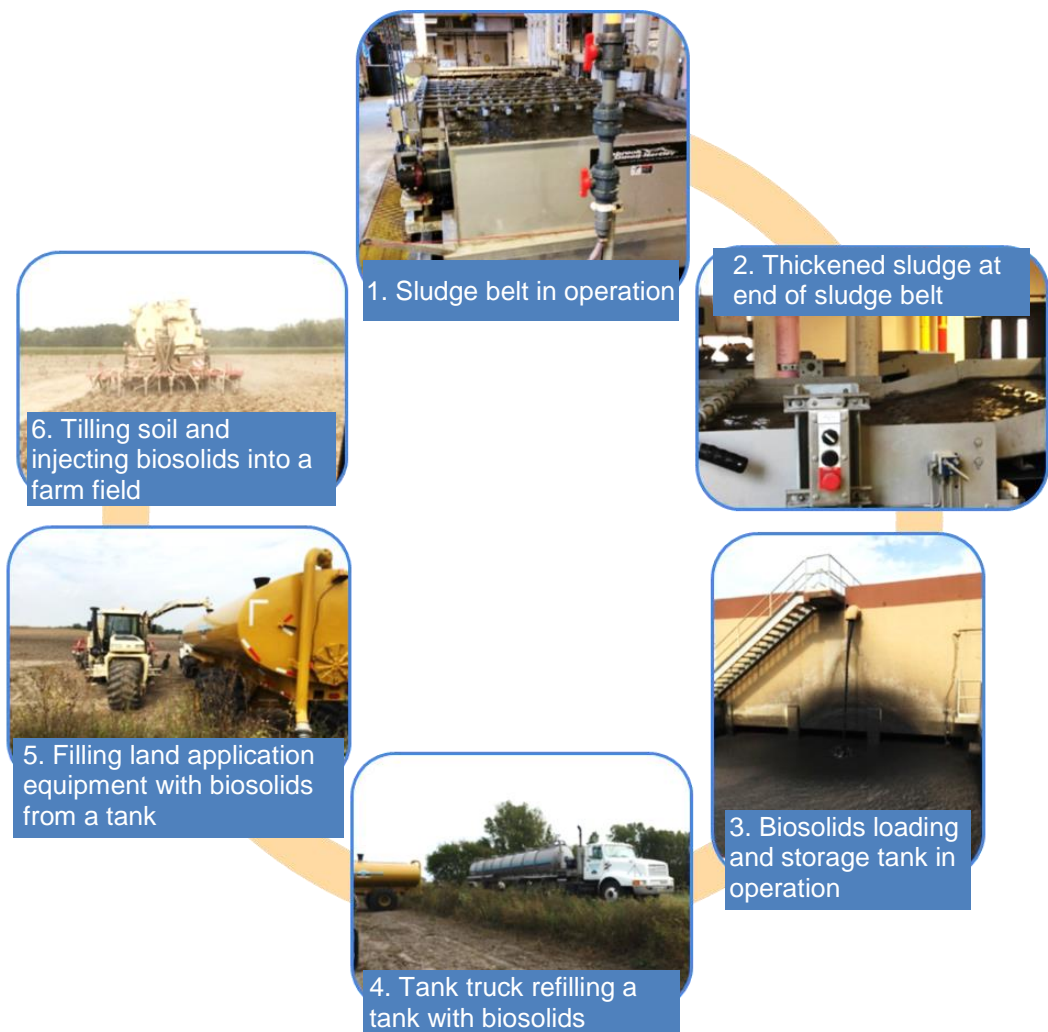 1. Sludge belt in operation
2. Thickened sludge at
end of sludge belt
3. Biosolids loading
and storage tank in
operation
4. Tank truck refilling a
tank with biosolids
5. Filling land application
equipment with biosolids
from a tank
6. Tilling soil and
injecting biosolids into a
farm field